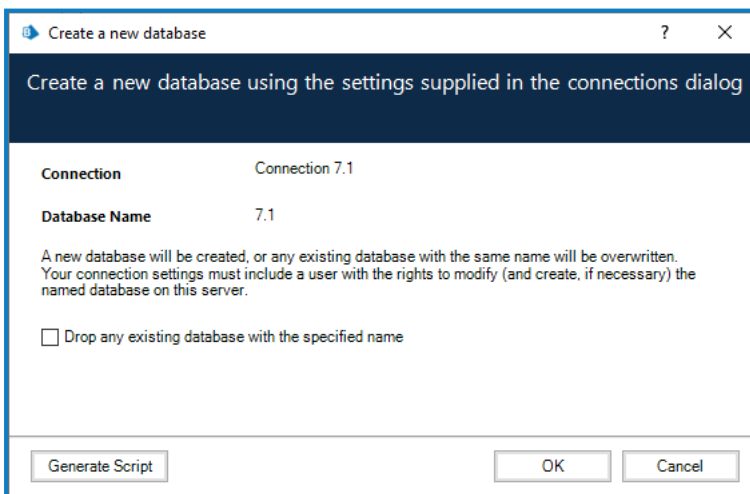 Create a new database
?
Create a new database using the settings supplied in the connections dialog
Connection
Connection 7.1
Database Name
7.1
A new database will be created, or any existing database with the same name will be overwritten.
Your connection settings must include a user with the rights to modify (and create, if necessary) the
named database on this server.
Drop any existing database with the specified name
Generate Script
OK
Cancel